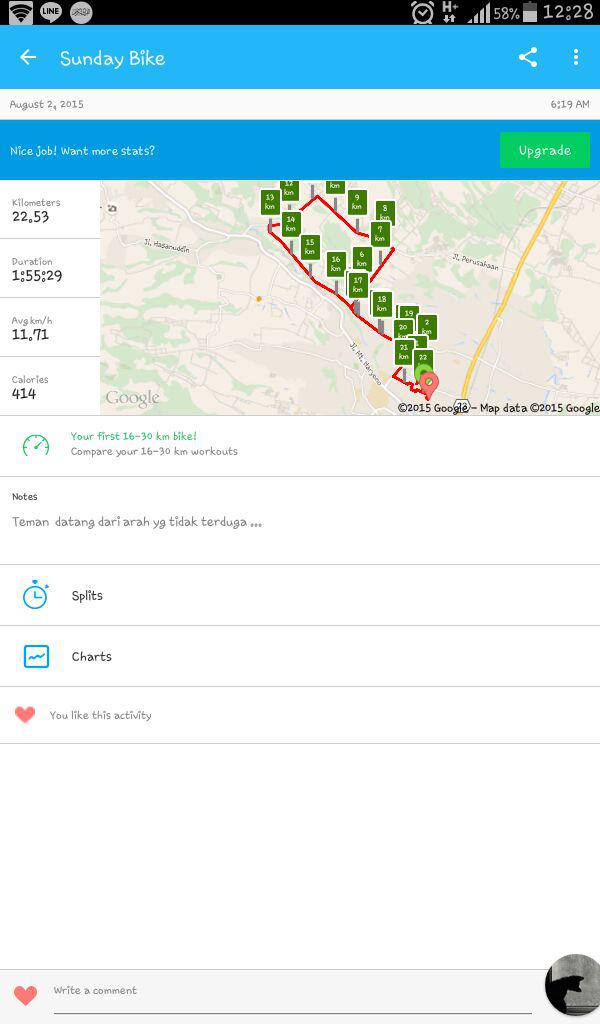 LINE
H+
58%
12:28
Sunday Bike
August 2, 2015
6:19 AM
Nice job! Want more stats?
Upgrade
Kilometers
22.53
Duration
1:55:29
Avg km/h
11.71
Calories
414
12
km
13
km
9
km
8
km
14
km
7
km
15
km
6
km
16
km
17
km
18
km
19
20
km
2
km
21
km
22
Jl. Hasanuddin
Jl. Perusahaan
Jl. Mt. Haryono
Google
23
©2015 Google - Map data ©2015 Google
Your first 16-30 km bike!
Compare your 16-30 km workouts
Notes
Teman datang dari arah yg tidak terduga ...
Splits
Charts
You like this activity
Write a comment